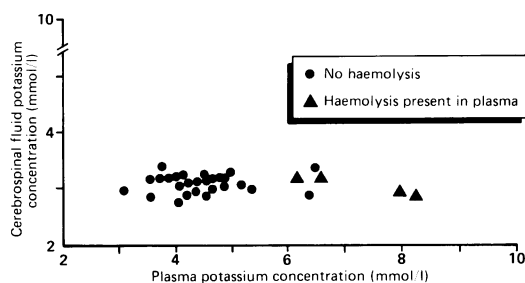 10
Cerebrospinal fluid potassium
concentration (mmol/l)
No haemolysis
Haemolysis present in plasma
4
2
2
4
6
8
10
Plasma potassium concentration (mmol/l)